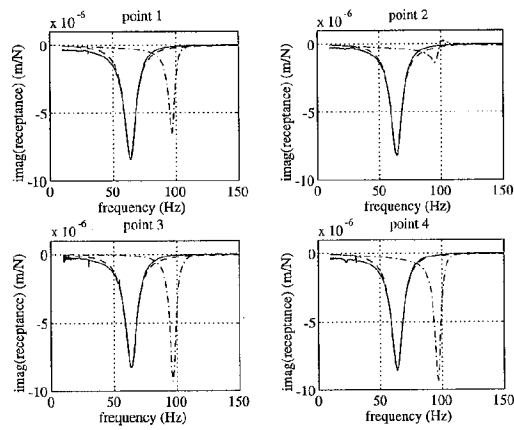 point 1
x 10 -5
imag(receptance) (m/N)
0
-5
-10
0
50
100
150
frequency (Hz)
point 2
x 10 -6
imag(receptance) (m/N)
0
-5
-10
0
50
100
150
frequency (Hz)
point 3
x 10 -6
imag(receptance) (m/N)
0
-5
-10
0
50
100
150
frequency (Hz)
point 4
x 10 -6
imag(receptance) (m/N)
0
-5
-10
0
50
100
150
frequency (Hz)